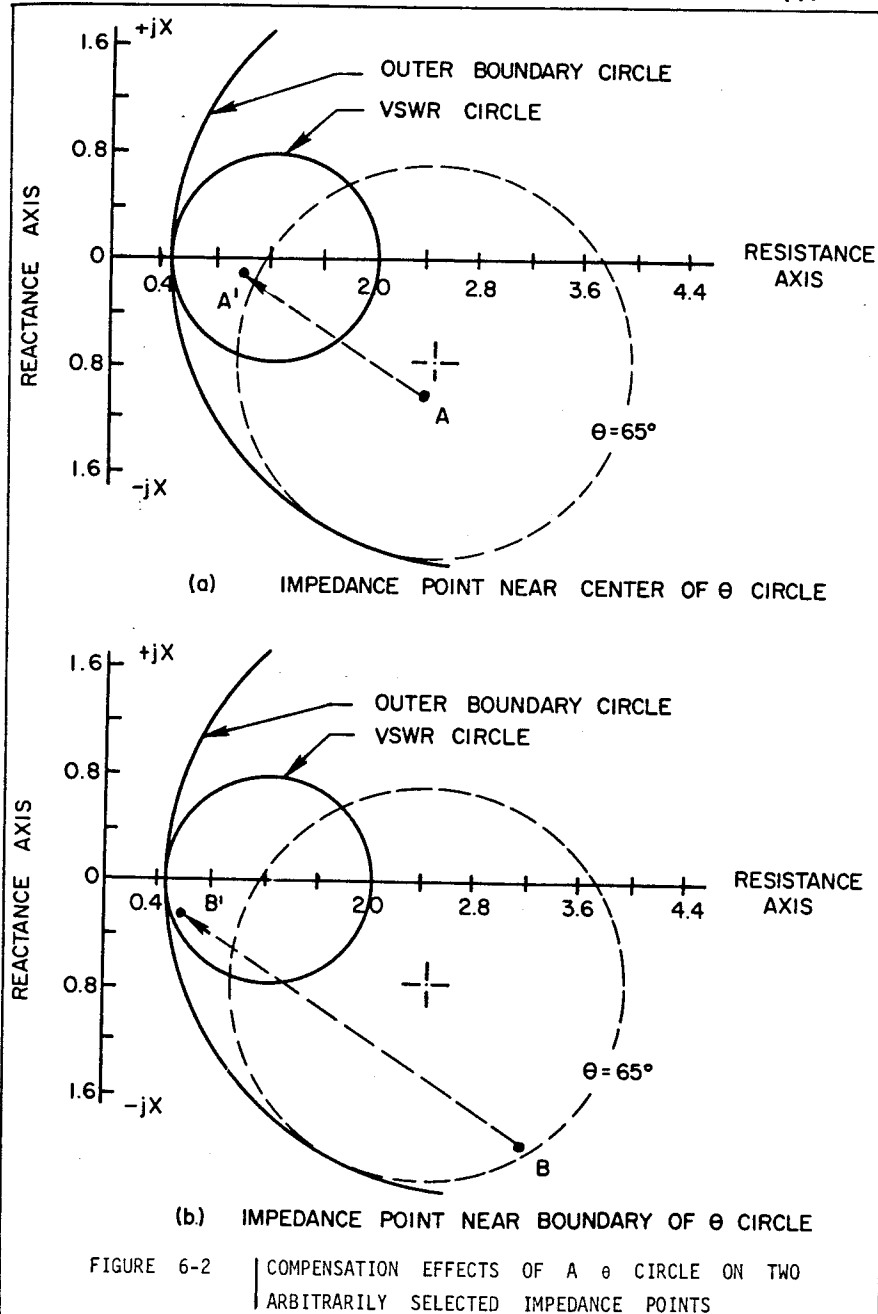 +jX
1.6
OUTER BOUNDARY CIRCLE
VSWR CIRCLE
0.8
REACTANCE AXIS
0
RESISTANCE
AXIS
0.4
2.0
2.8
3.6
4.4
A'
0.8
A
θ=65°
1.6
-jX
(a) IMPEDANCE POINT NEAR CENTER OF θ CIRCLE
+jX
1.6
OUTER BOUNDARY CIRCLE
VSWR CIRCLE
0.8
REACTANCE AXIS
0
RESISTANCE
AXIS
0.4
B'
2.0
2.8
3.6
4.4
0.8
θ=65°
1.6
-jX
B
(b.) IMPEDANCE POINT NEAR BOUNDARY OF θ CIRCLE
FIGURE 6-2 COMPENSATION EFFECTS OF A θ CIRCLE ON TWO
ARBITRARILY SELECTED IMPEDANCE POINTS